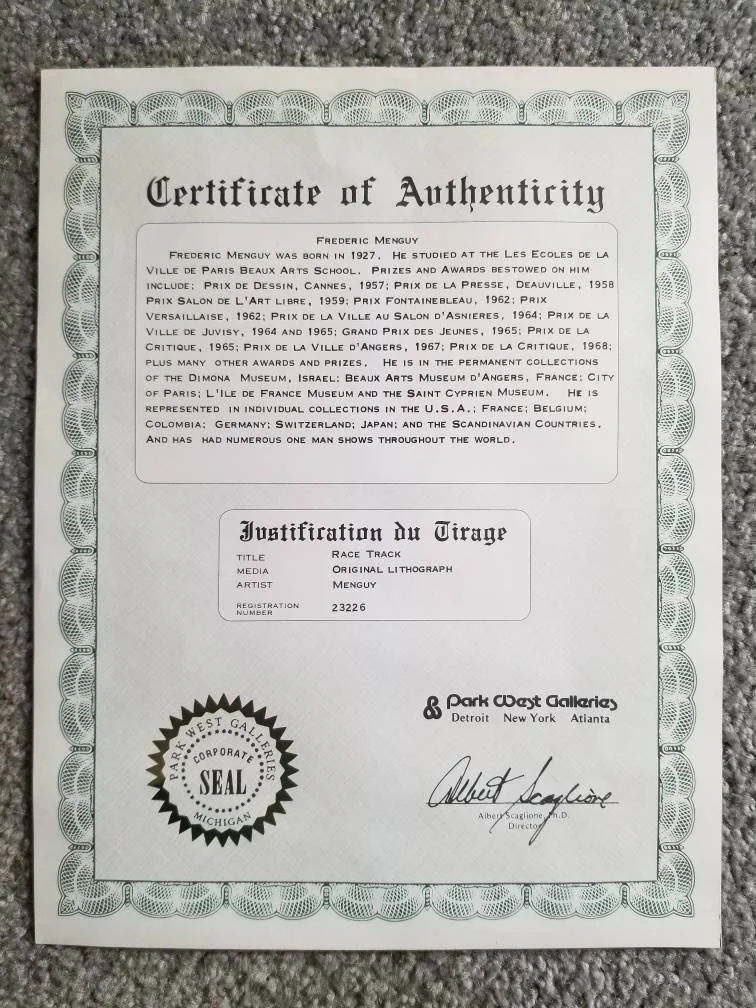 Certificate of Authenticity
FREDERIC MENGUY
FREDERIC MENGUY WAS BORN IN 1927. HE STUDIED AT THE LES ECOLES DE LA
VILLE DE PARIS BEAUX ARTS SCHOOL. PRIZES AND AWARDS BESTOWED ON HIM
INCLUDE: PRIX DE DESSIN, CANNES, 1957; PRIX DE LA PRESSE, DEAUVILLE, 1958
PRIX SALON DE L'ART LIBRE, 1959; PRIX FONTAINEBLEAU, 1962; PRIX
VERSAILLAISE, 1962; PRIX DE LA VILLE AU SALON D'ASNIERES, 1964; PRIX DE LA
VILLE DE JUVISY, 1964 AND 1965; GRAND PRIX DES JEUNES, 1965; PRIX DE LA
CRITIQUE, 1965; PRIX DE LA VILLE D'ANGERS, 1967; PRIX DE LA CRITIQUE, 1968;
PLUS MANY OTHER AWARDS AND PRIZES. HE IS IN THE PERMANENT COLLECTIONS
OF THE DIMONA MUSEUM, ISRAEL; BEAUX ARTS MUSEUM D'ANGERS, FRANCE; CITY
OF PARIS; L'ILE DE FRANCE MUSEUM AND THE SAINT CYPRIEN MUSEUM. HE IS
REPRESENTED IN INDIVIDUAL COLLECTIONS IN THE U.S.A.; FRANCE; BELGIUM;
COLOMBIA; GERMANY; SWITZERLAND; JAPAN; AND THE SCANDINAVIAN COUNTRIES.
AND HAS HAD NUMEROUS ONE MAN SHOWS THROUGHOUT THE WORLD.
Justification du Tirage
TITLE RACE TRACK
MEDIA ORIGINAL LITHOGRAPH
ARTIST MENGUY
REGISTRATION NUMBER 23226
Park West Galleries
Detroit New York Atlanta
PARK WEST GALLERIES
CORPORATE
SEAL
MICHIGAN
Albert Scaglione
Albert Scaglione, Ph.D.
Director